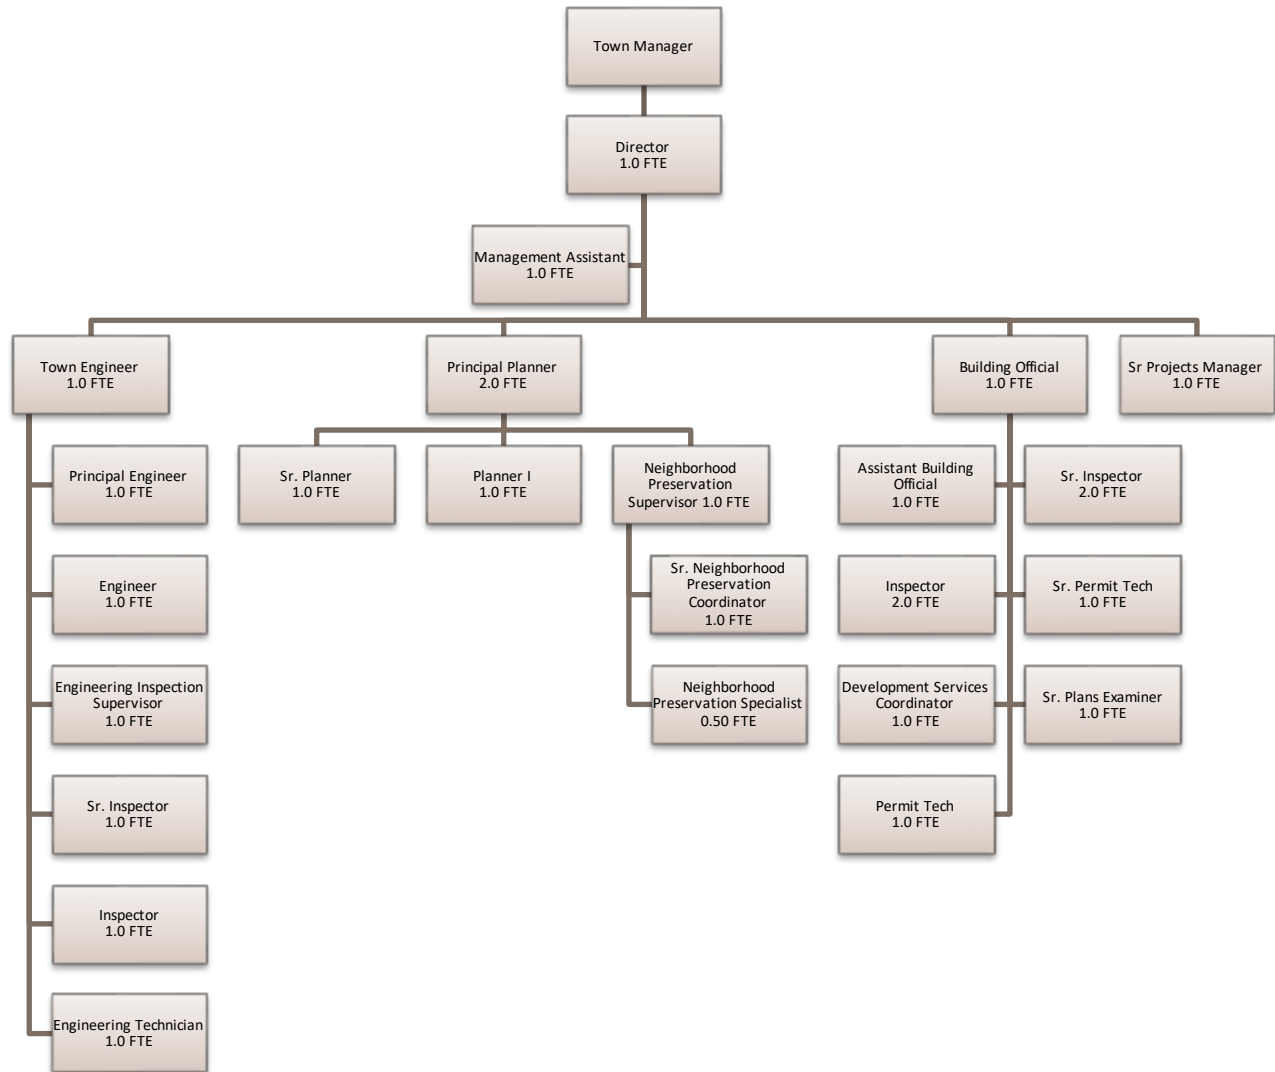 Town Manager
Director
1.0 FTE
Management Assistant
1.0 FTE
Town Engineer
1.0 FTE
Principal Planner
2.0 FTE
Building Official
1.0 FTE
Sr Projects Manager
1.0 FTE
Principal Engineer
1.0 FTE
Sr. Planner
1.0 FTE
Planner I
1.0 FTE
Neighborhood
Preservation
Supervisor 1.0 FTE
Assistant Building
Official
1.0 FTE
Sr. Inspector
2.0 FTE
Engineer
1.0 FTE
Sr. Neighborhood
Preservation
Coordinator
1.0 FTE
Inspector
2.0 FTE
Sr. Permit Tech
1.0 FTE
Engineering Inspection
Supervisor
1.0 FTE
Neighborhood
Preservation Specialist
0.50 FTE
Development Services
Coordinator
1.0 FTE
Sr. Plans Examiner
1.0 FTE
Sr. Inspector
1.0 FTE
Permit Tech
1.0 FTE
Inspector
1.0 FTE
Engineering Technician
1.0 FTE